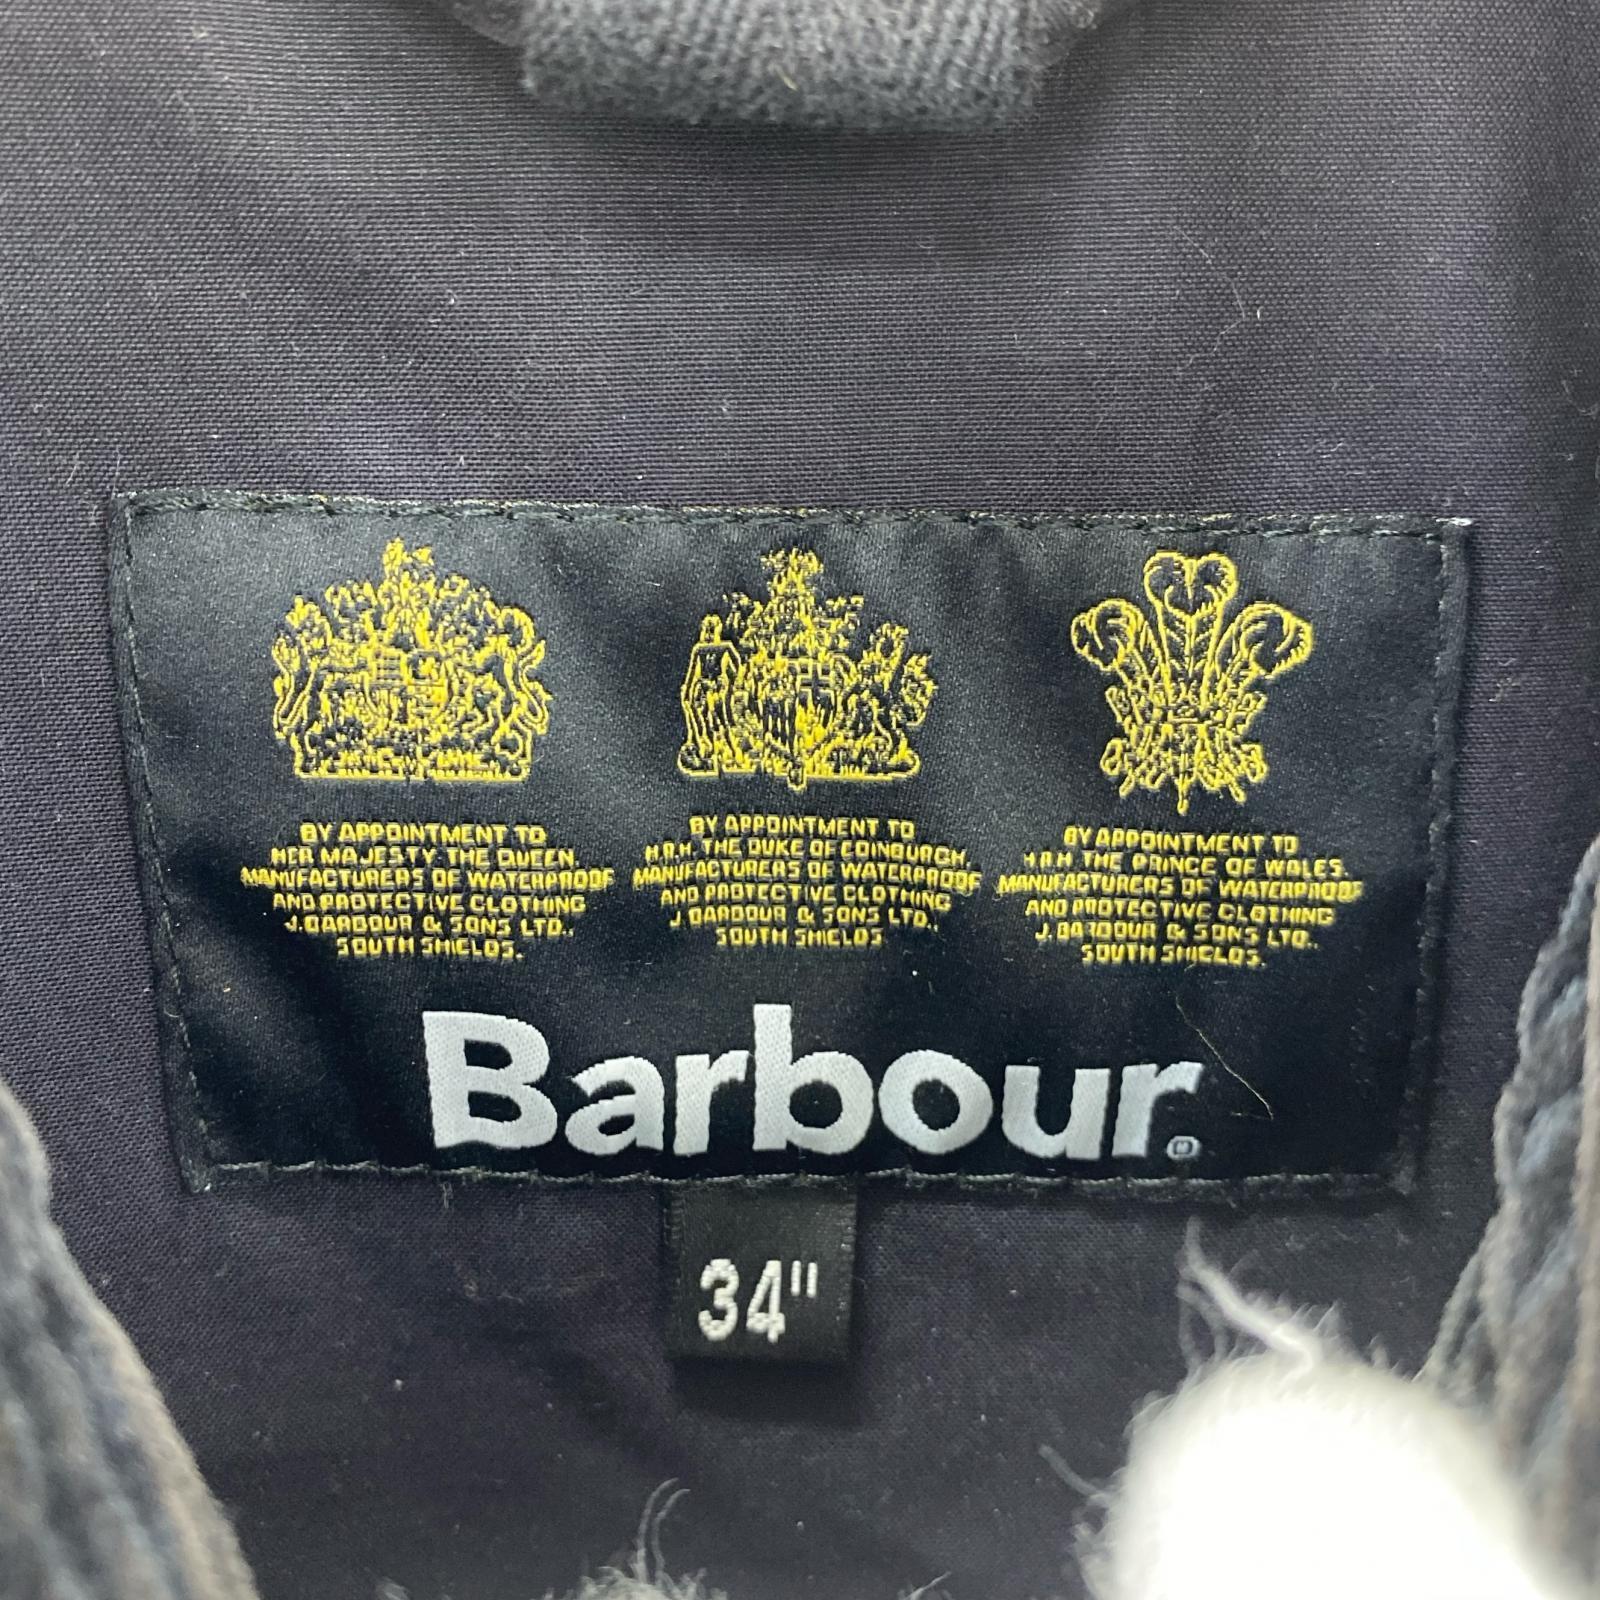 BY APPOINTMENT TO
HER MAJESTY THE QUEEN,
MANUFACTURERS OF WATERPROOF
AND PROTECTIVE CLOTHING
J. BARBOUR & SONS LTD.,
SOUTH SHIELDS.
BY APPOINTMENT TO
H.R.H. THE DUKE OF EDINBURGH,
MANUFACTURERS OF WATERPROOF
AND PROTECTIVE CLOTHING
J. BARBOUR & SONS LTD.,
SOUTH SHIELDS
BY APPOINTMENT TO
H.R.H. THE PRINCE OF WALES,
MANUFACTURERS OF WATERPROOF
AND PROTECTIVE CLOTHING
J. BARBOUR & SONS LTD.,
SOUTH SHIELDS.
Barbour®
34"